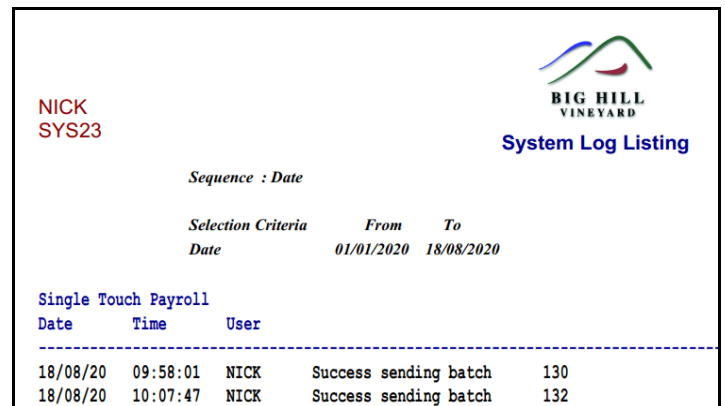 BIG HILL
VINEYARD
NICK
SYS23
System Log Listing
Sequence : Date
Selection Criteria From To
Date 01/01/2020 18/08/2020
Single Touch Payroll
Date Time User
--------------------------------------------------------------------------------
18/08/20 09:58:01 NICK Success sending batch 130
18/08/20 10:07:47 NICK Success sending batch 132